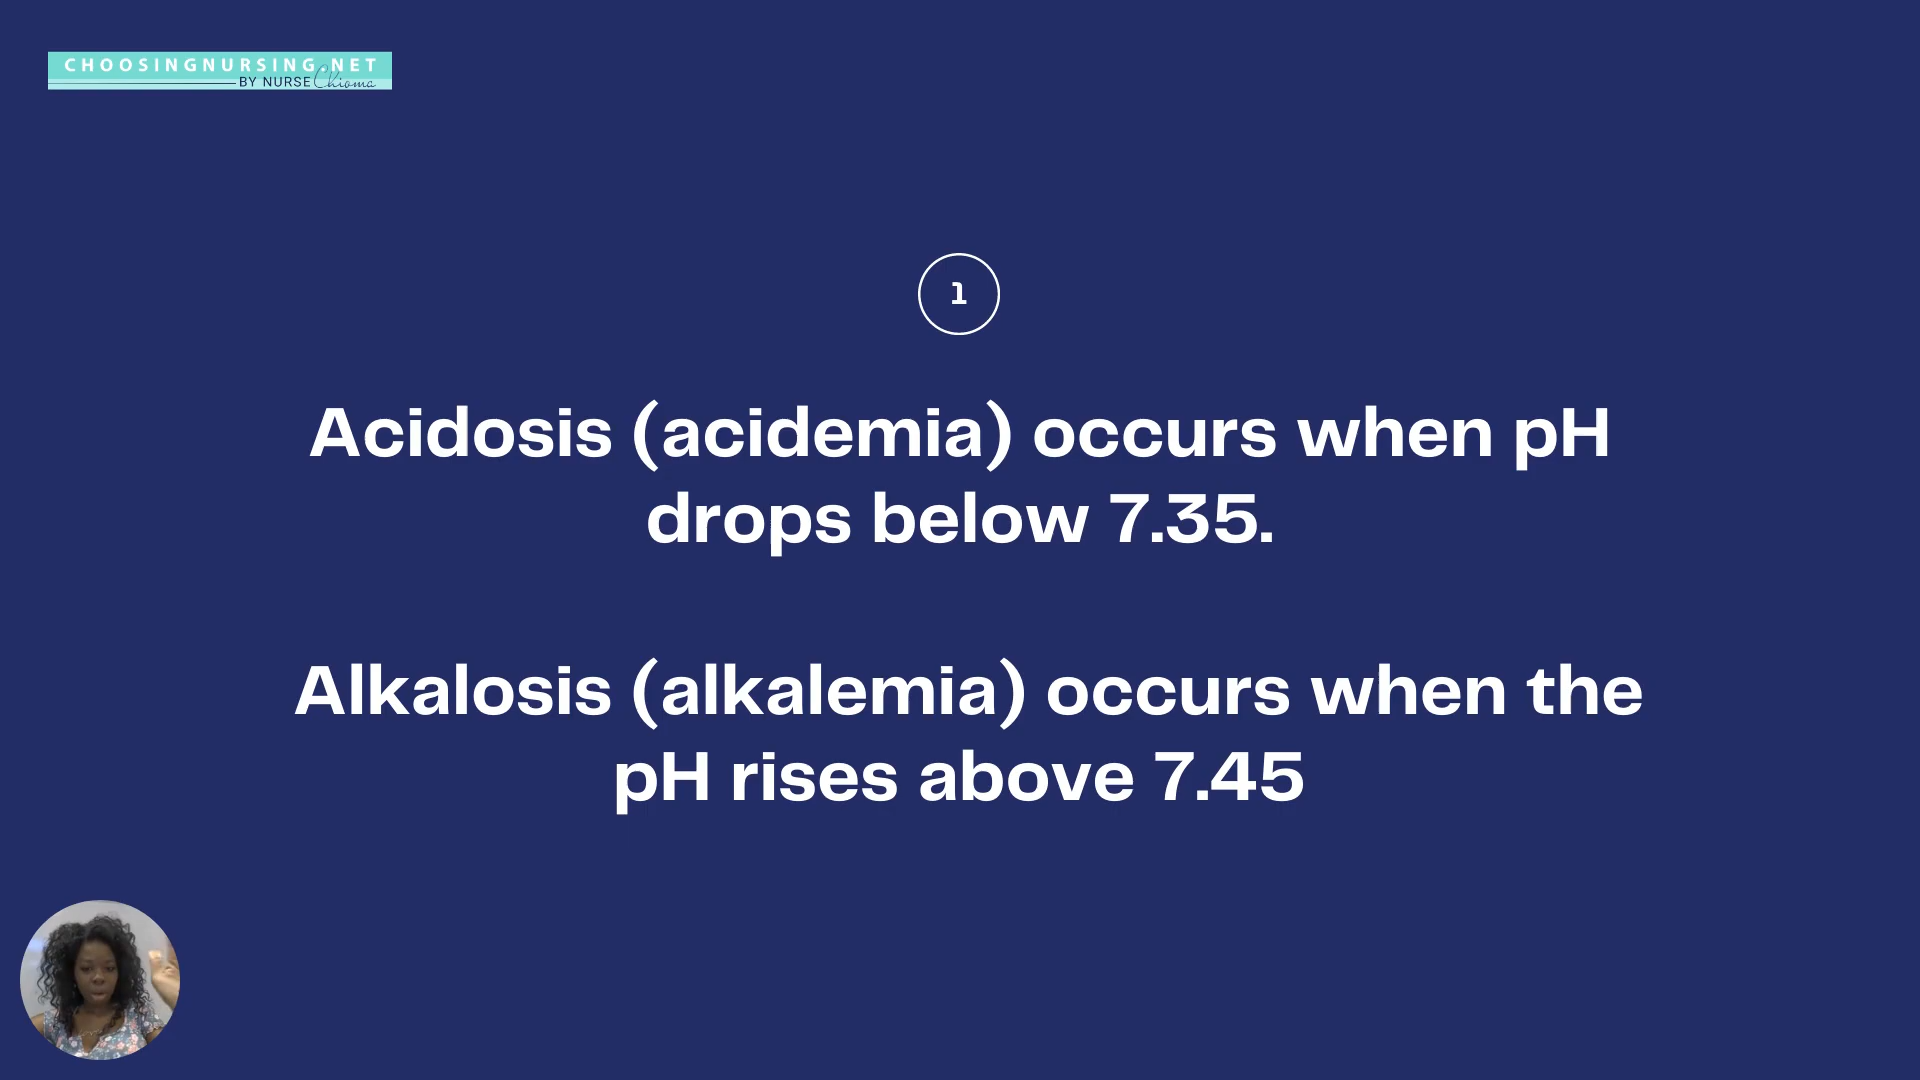 CHOOSINGNURSING.NET
BY NURSE Chioma
1
Acidosis (acidemia) occurs when pH
drops below 7.35.
Alkalosis (alkalemia) occurs when the
pH rises above 7.45